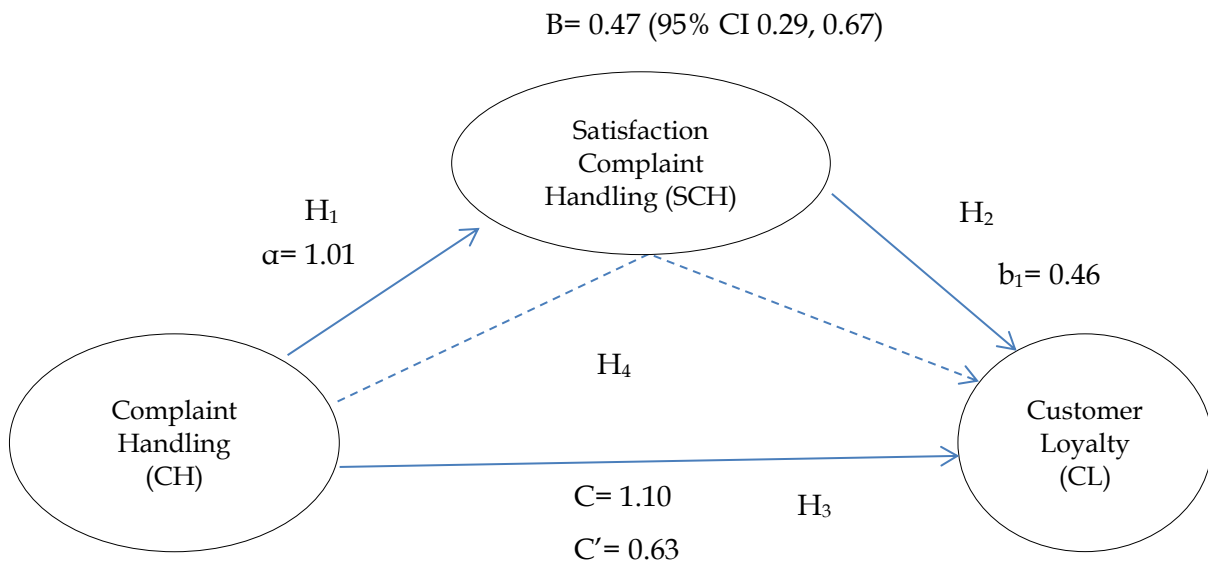 B= 0.47 (95% CI 0.29, 0.67)
Satisfaction
Complaint
Handling (SCH)
H₁
α= 1.01
H₂
b₁= 0.46
H₄
Complaint
Handling
(CH)
Customer
Loyalty
(CL)
C= 1.10
H₃
C’= 0.63